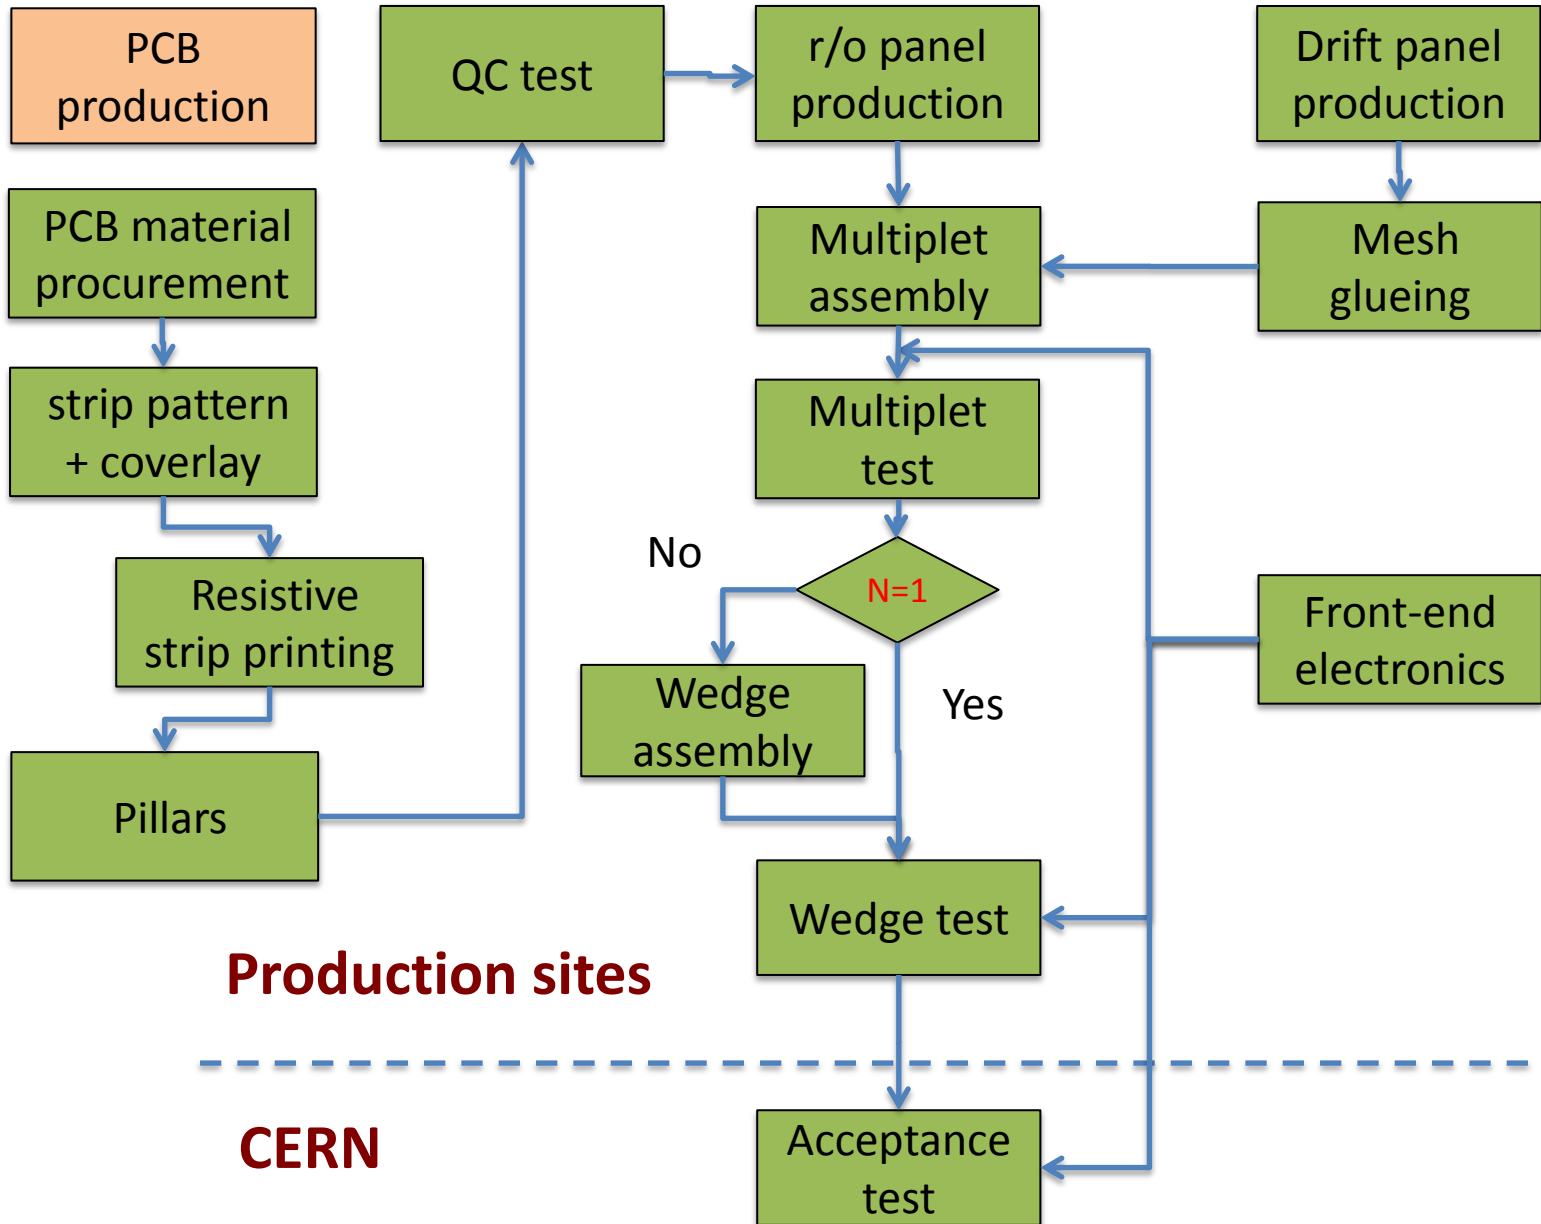 PCB
production
QC test
r/o panel
production
Drift panel
production
PCB material
procurement
Multiplet
assembly
Mesh
glueing
strip pattern
+ coverlay
Multiplet
test
No
N=1
Resistive
strip printing
Front-end
electronics
Wedge
assembly
Yes
Pillars
Wedge test
Production sites
CERN
Acceptance
test